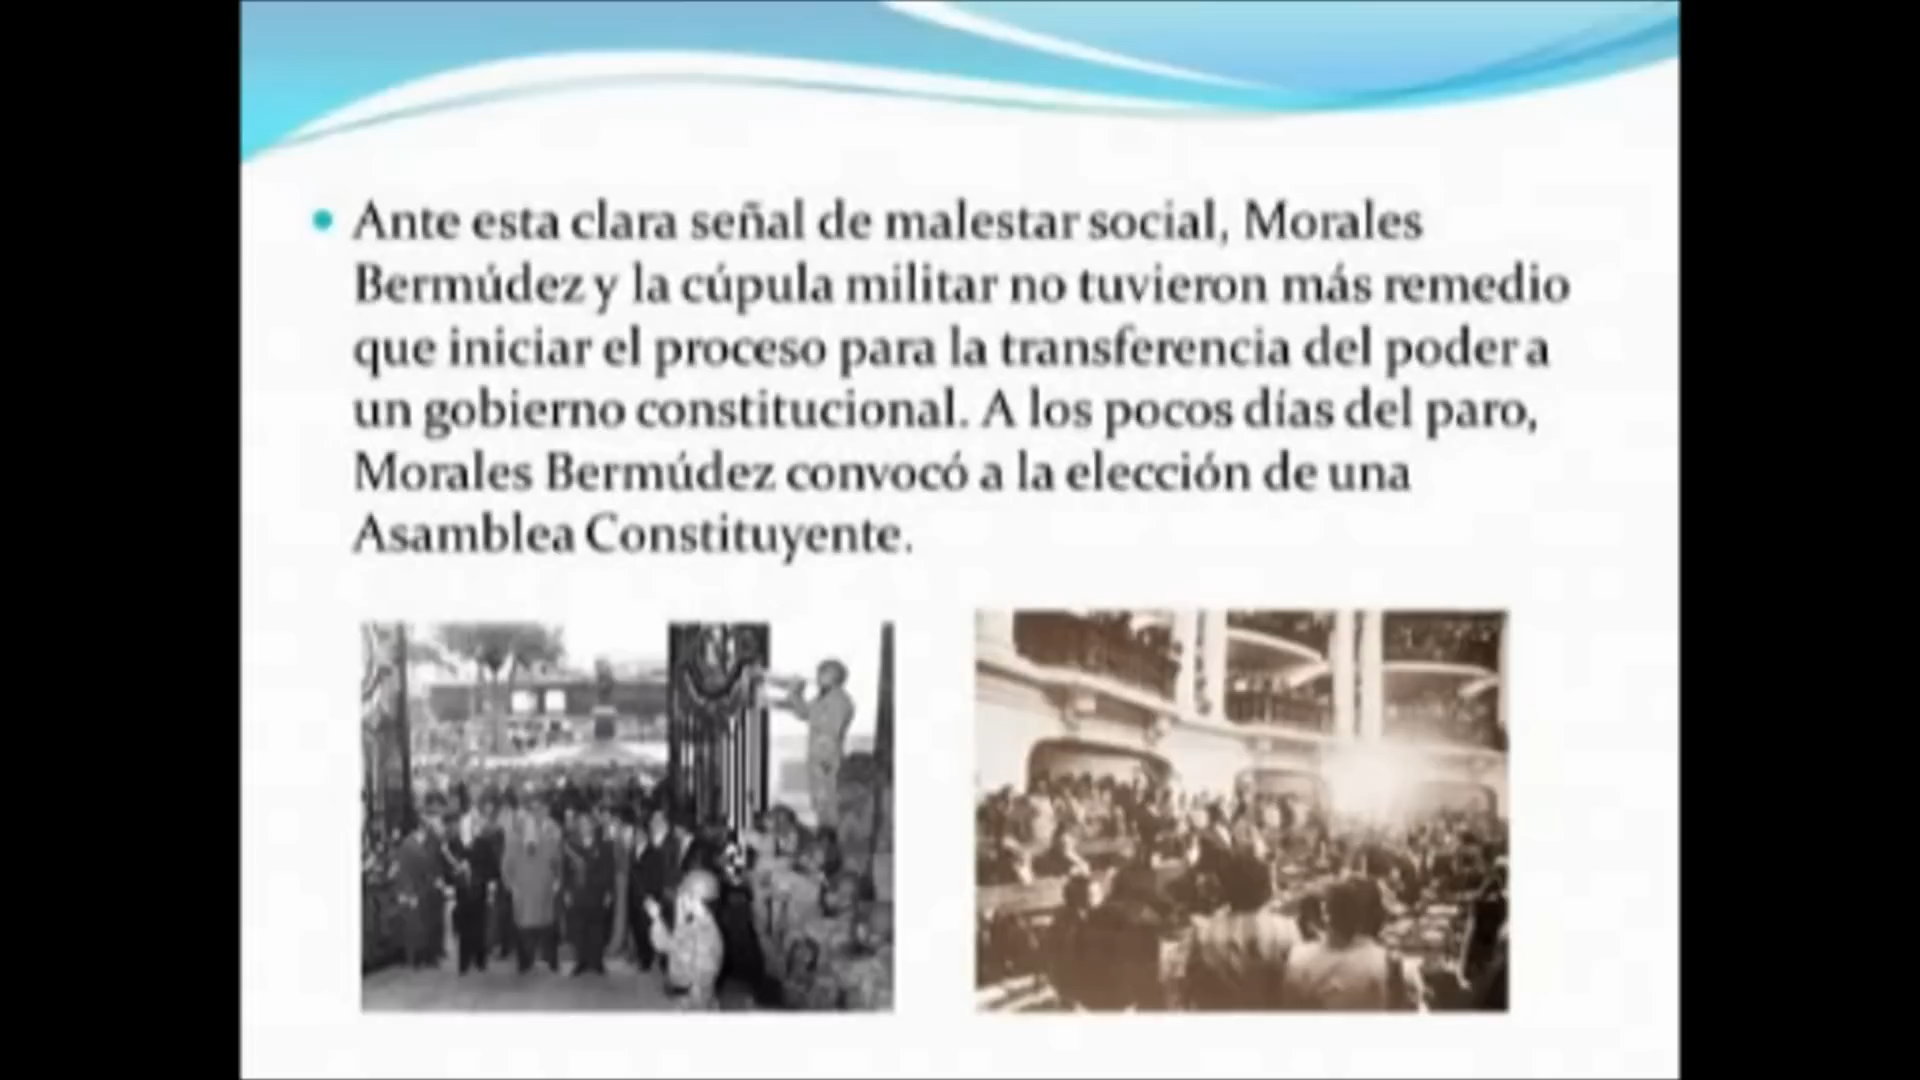 Ante esta clara señal de malestar social, Morales
Bermúdez y la cúpula militar no tuvieron más remedio
que iniciar el proceso para la transferencia del poder a
un gobierno constitucional. A los pocos días del paro,
Morales Bermúdez convocó a la elección de una
Asamblea Constituyente.